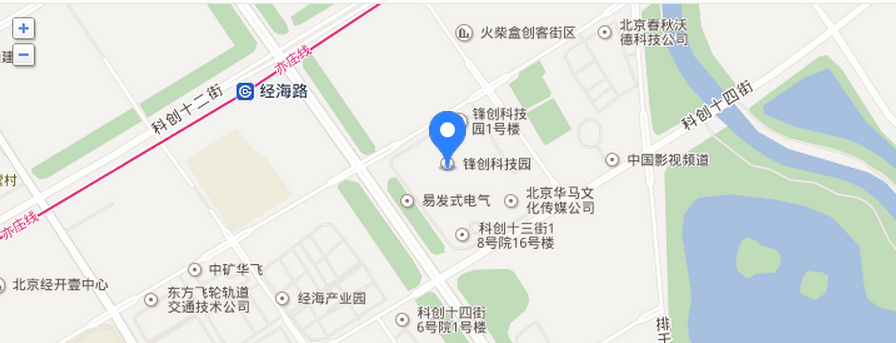 北京春秋沃
德科技公司
火柴盒创客街区
亦庄线
经海路
科创十二街
科创十四街
锋创科技
园1号楼
锋创科技园
中国影视频道
易发式电气
北京华马文
化传媒公司
亦庄线
科创十三街1
8号院16号楼
中矿华飞
北京经开壹中心
东方飞轮轨道
交通技术公司
经海产业园
科创十四街
6号院1号楼